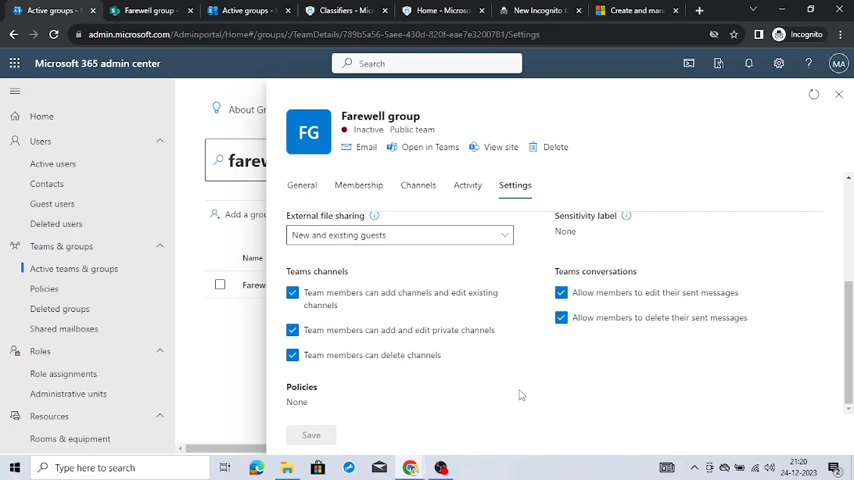 Active groups -
Farewell group -
Active groups -
Classifiers - Mic
Home - Microso
New Incognito t
Create and man
admin.microsoft.com/Adminportal/Home#/groups/:/TeamDetails/789b5a56-5aee-430d-820f-eae7e3200781/Settings
Incognito
Microsoft 365 admin center
Search
MA
Home
Users
Active users
Contacts
Guest users
Deleted users
Teams & groups
Active teams & groups
Policies
Deleted groups
Shared mailboxes
Roles
Role assignments
Administrative units
Resources
Rooms & equipment
About Gr
farew
Add a grou
Name
Farew
FG
Farewell group
Inactive Public team
Email Open in Teams View site Delete
General Membership Channels Activity Settings
External file sharing
New and existing guests
Sensitivity label
None
Teams channels
Team members can add channels and edit existing
channels
Team members can add and edit private channels
Team members can delete channels
Teams conversations
Allow members to edit their sent messages
Allow members to delete their sent messages
Policies
None
Save
Type here to search
21:20
24-12-2023
2